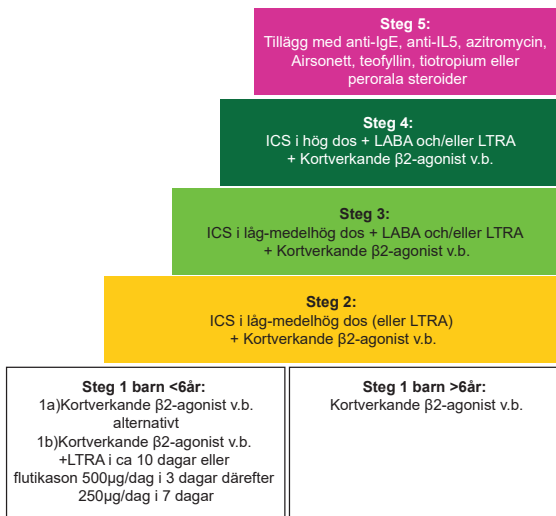 Steg 5:
Tillägg med anti-IgE, anti-IL5, azitromycin,
Airsonett, teofyllin, tiotropium eller
perorala steroider
Steg 4:
ICS i hög dos + LABA och/eller LTRA
+ Kortverkande β2-agonist v.b.
Steg 3:
ICS i låg-medelhög dos + LABA och/eller LTRA
+ Kortverkande β2-agonist v.b.
Steg 2:
ICS i låg-medelhög dos (eller LTRA)
+ Kortverkande β2-agonist v.b.
Steg 1 barn <6år:
1a)Kortverkande β2-agonist v.b.
alternativt
1b)Kortverkande β2-agonist v.b.
+LTRA i ca 10 dagar eller
flutikason 500µg/dag i 3 dagar därefter
250µg/dag i 7 dagar
Steg 1 barn >6år:
Kortverkande β2-agonist v.b.